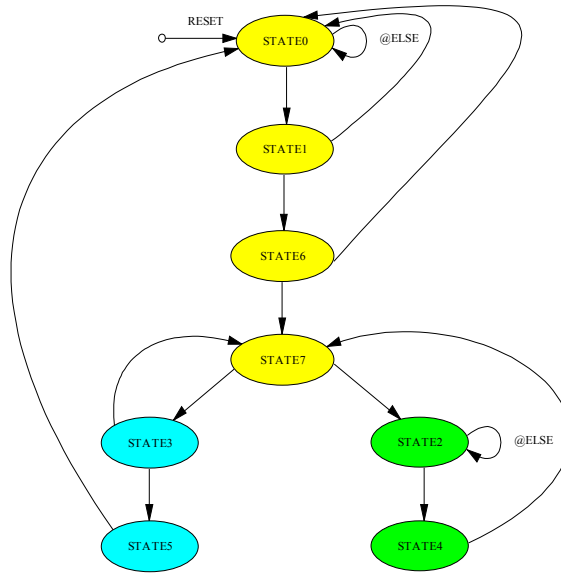 RESET
STATE0
@ELSE
STATE1
STATE6
STATE7
STATE3
STATE2
@ELSE
STATE5
STATE4